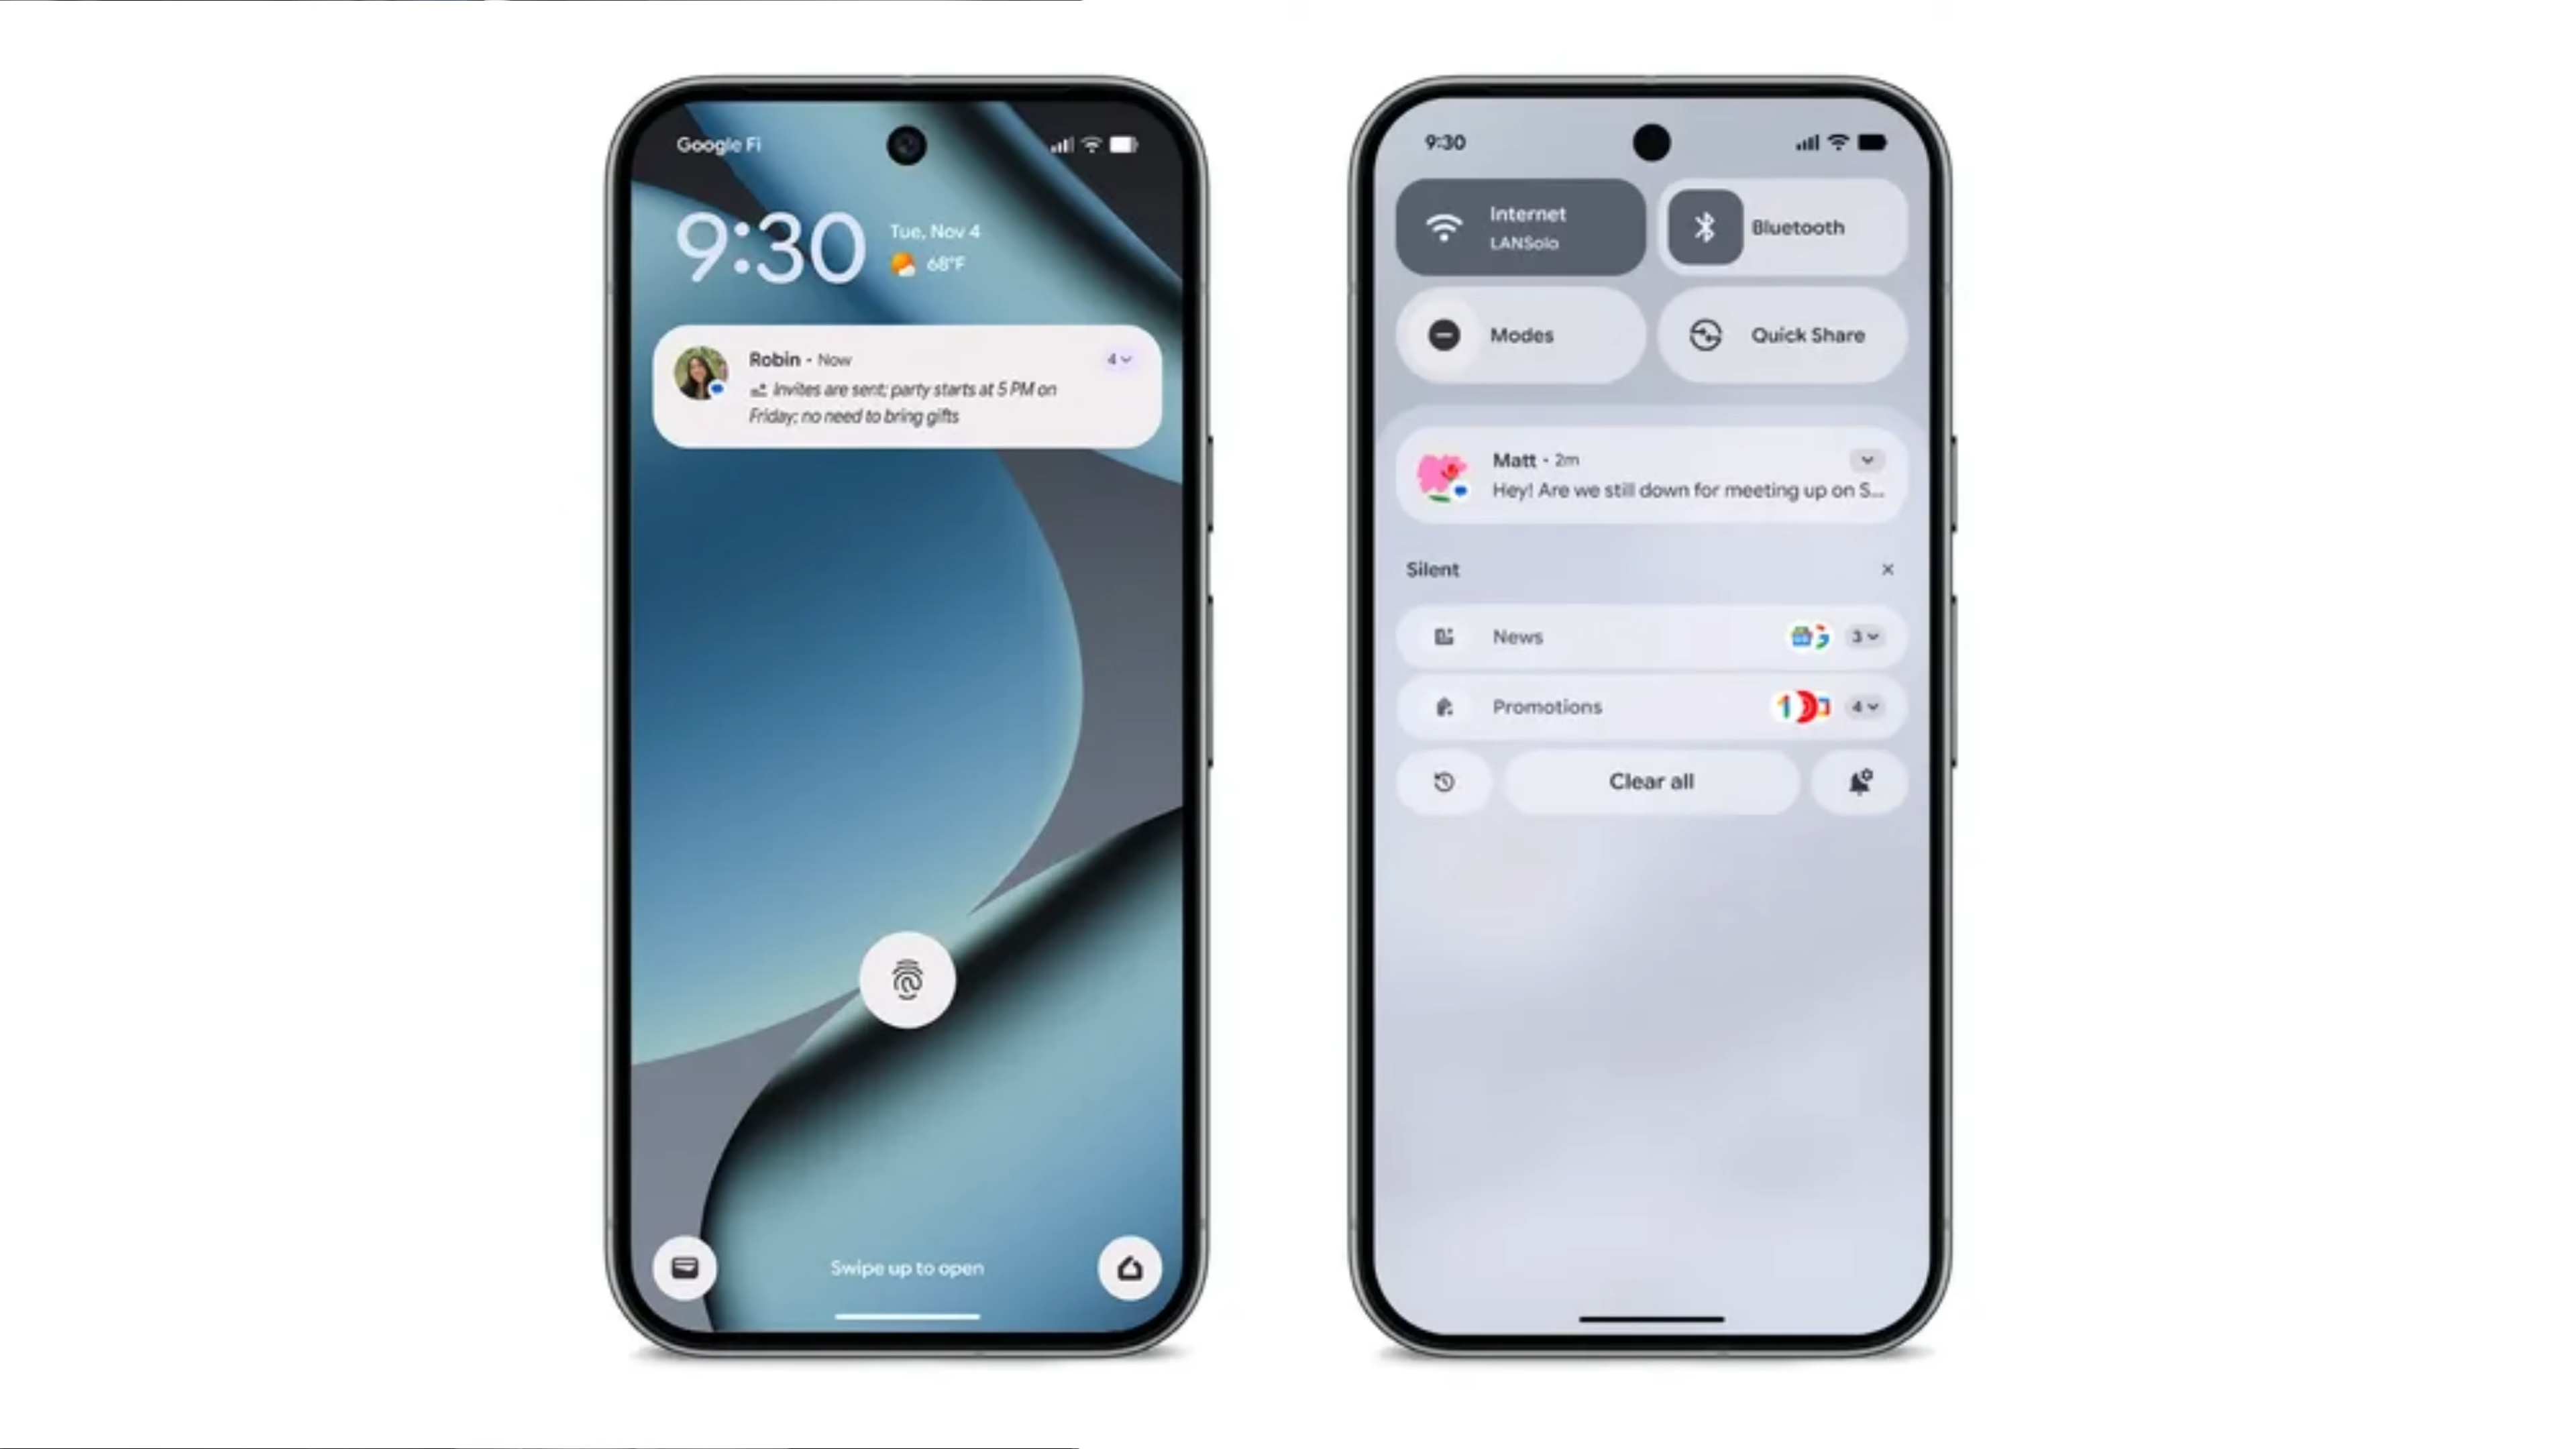 Google Fi
9:30
Tue, Nov 4
68°F
Robin • Now
4
Invites are sent; party starts at 5 PM on
Friday; no need to bring gifts
Swipe up to open
9:30
Internet
LANSolo
Bluetooth
Modes
Quick Share
Matt • 2m
Hey! Are we still down for meeting up on S...
Silent
News
3
Promotions
4
Clear all